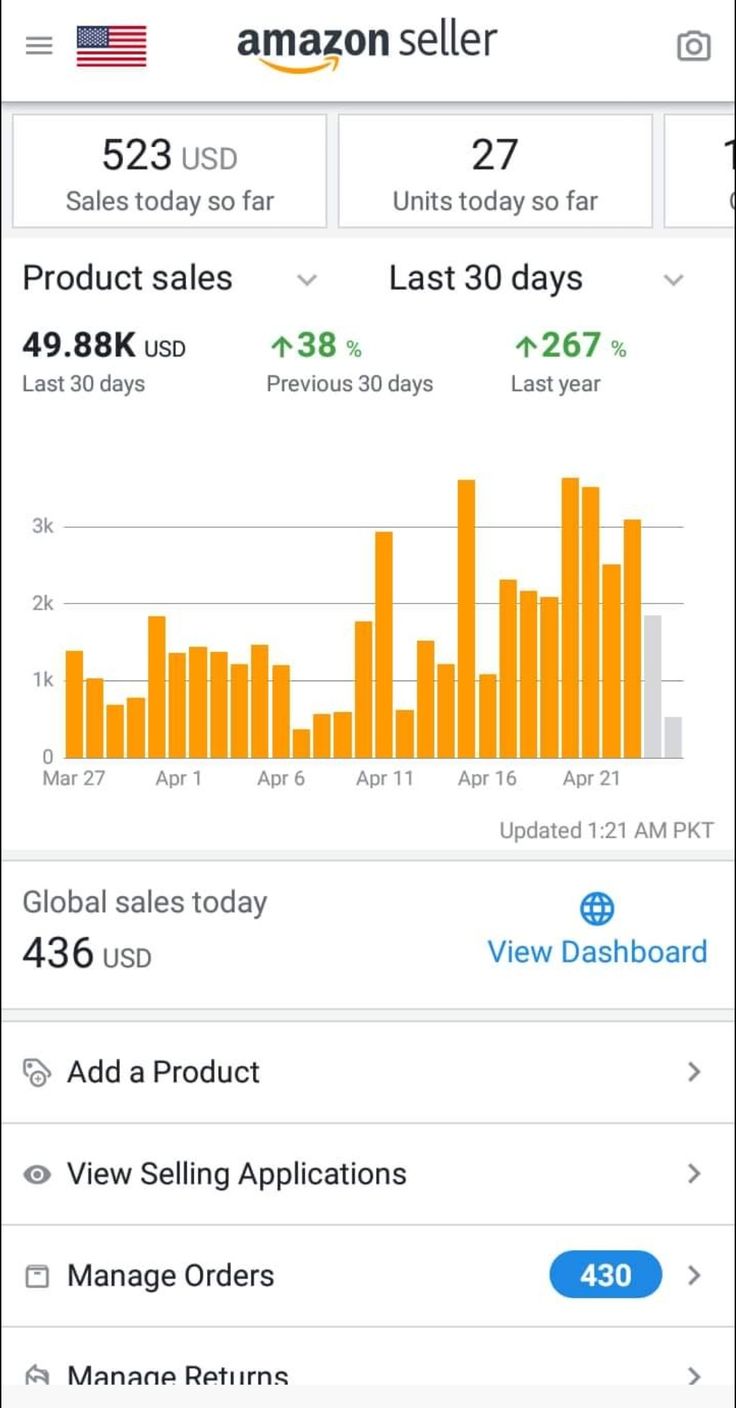 amazon seller
523 USD
Sales today so far
27
Units today so far
Product sales
Last 30 days
49.88K USD
Last 30 days
↑38 %
Previous 30 days
↑267 %
Last year
3k
2k
1k
0
Mar 27 Apr 1 Apr 6 Apr 11 Apr 16 Apr 21
Updated 1:21 AM PKT
Global sales today
436 USD
View Dashboard
Add a Product
View Selling Applications
Manage Orders 430
Manage Returns